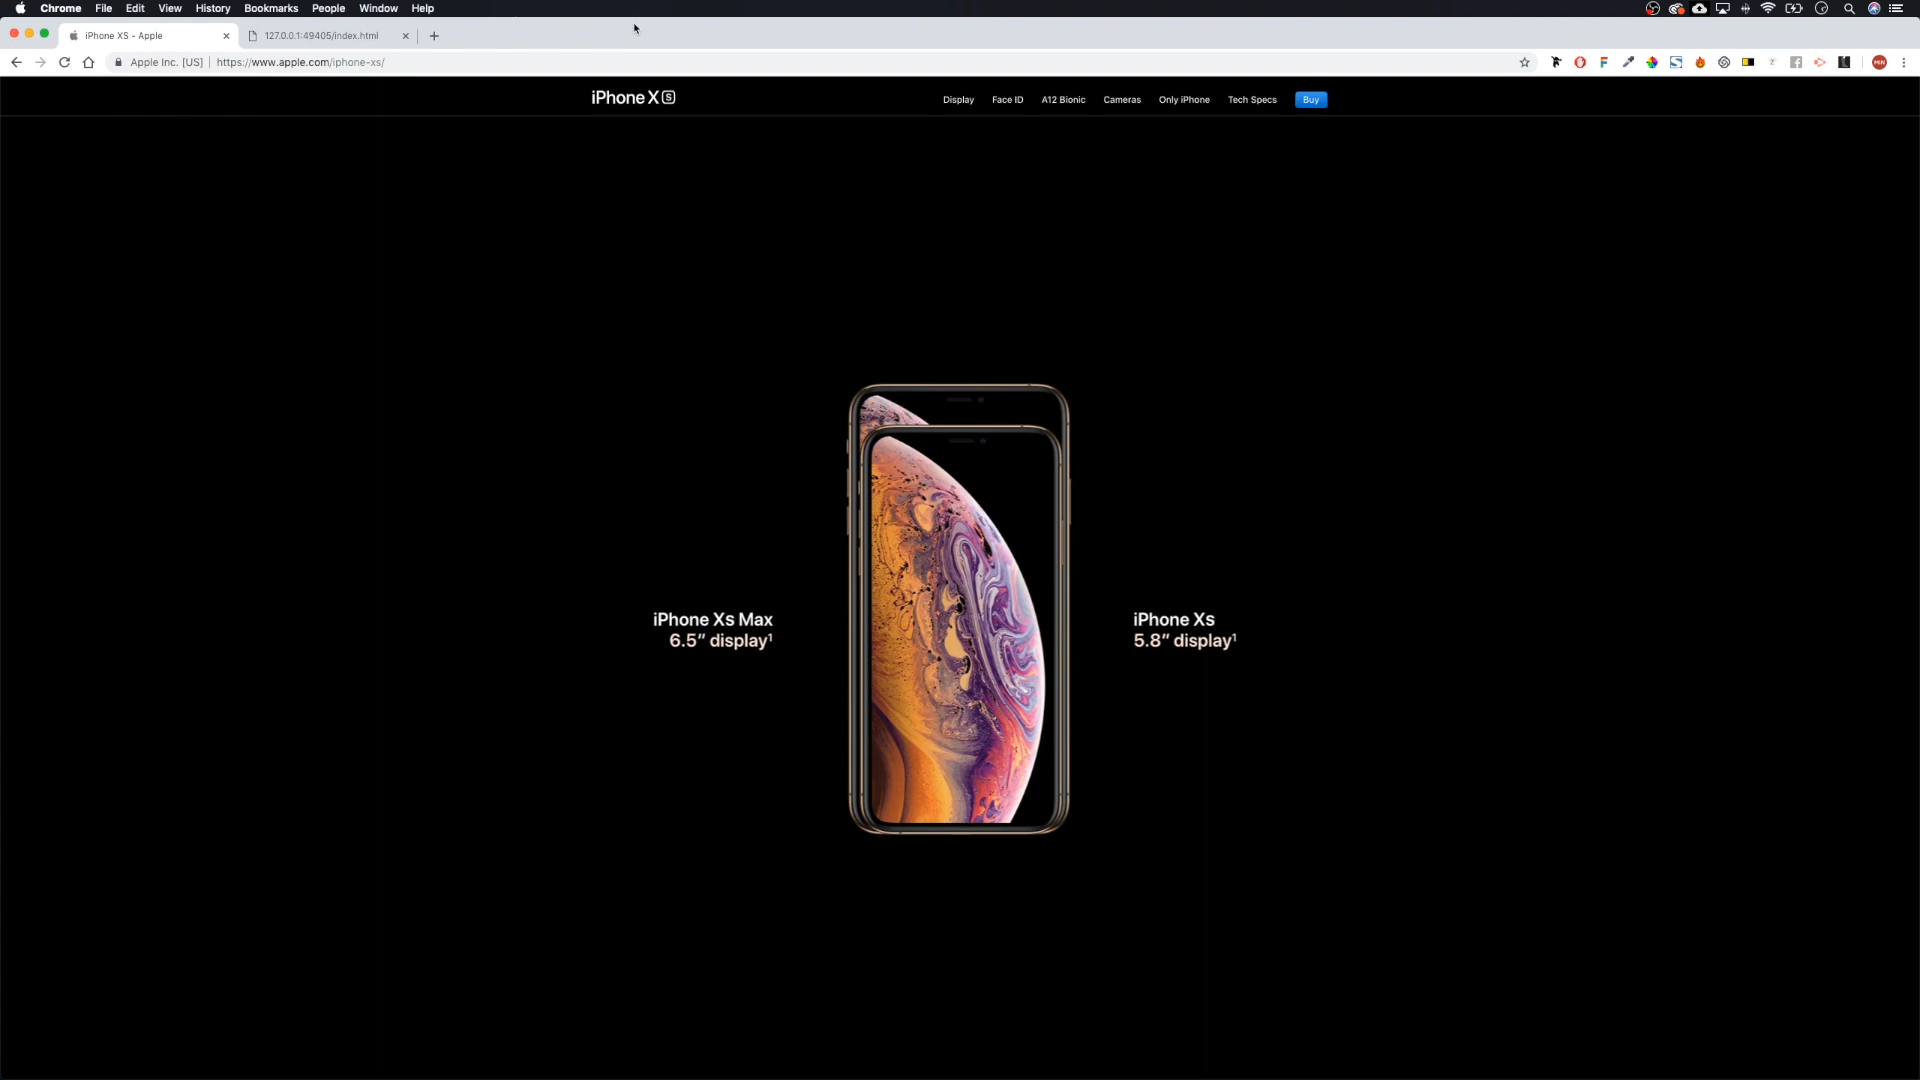 Chrome File Edit View History Bookmarks People Window Help
iPhone XS - Apple 127.0.0.1:49405/index.html
Apple Inc. [US] https://www.apple.com/iphone-xs/
iPhone XS Display Face ID A12 Bionic Cameras Only iPhone Tech Specs Buy
iPhone Xs Max
6.5″ display¹
iPhone Xs
5.8″ display¹